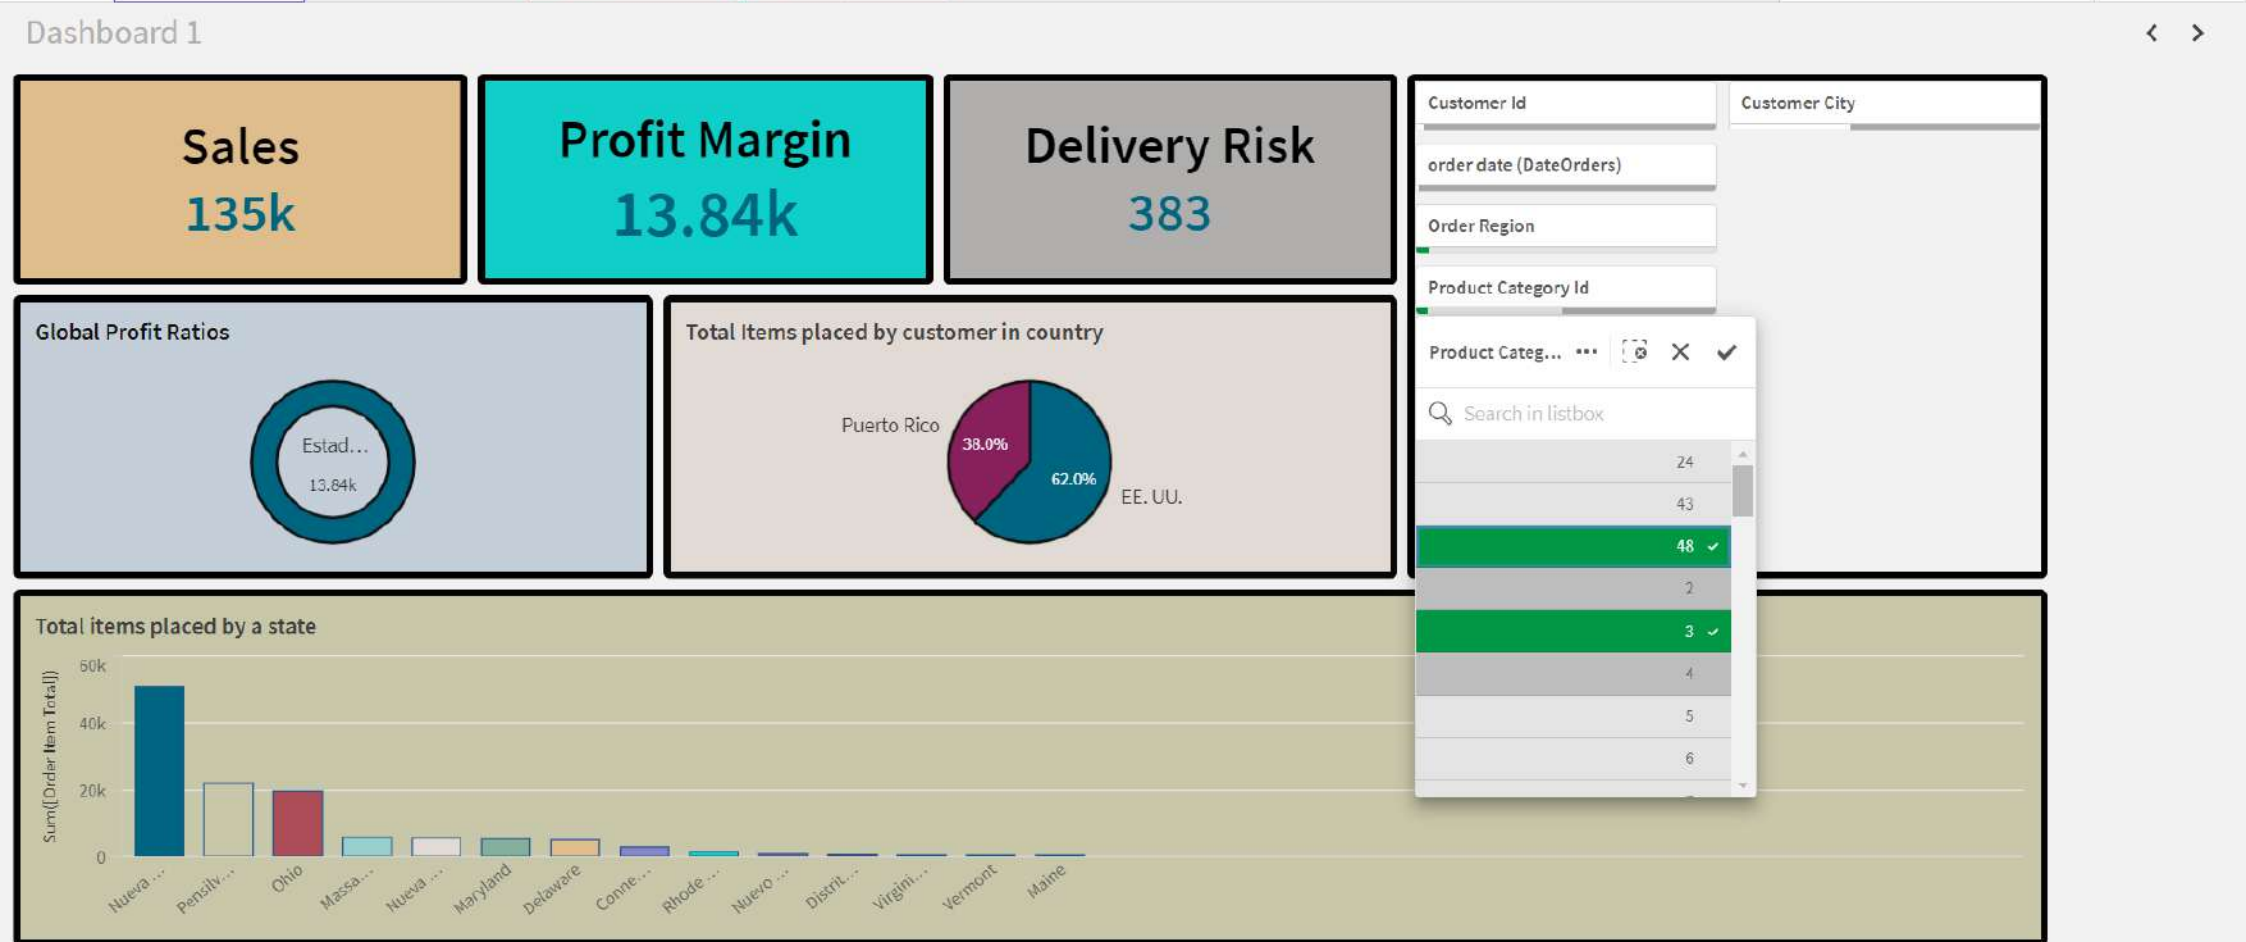 Dashboard 1
Sales
135k
Profit Margin
13.84k
Delivery Risk
383
Customer Id
Customer City
order date (DateOrders)
Order Region
Product Category Id
Product Categ...
Search in listbox
24
43
48
2
3
4
5
6
Global Profit Ratios
Estad...
13.84k
Total Items placed by customer in country
Puerto Rico
38.0%
62.0%
EE. UU.
Total items placed by a state
Sum([Order Item Total])
60k
40k
20k
0
Nueva ...
Pensilv...
Ohio
Massa...
Nueva ...
Maryland
Delaware
Conne...
Rhode ...
Nuevo ...
Distrit...
Virgini...
Vermont
Maine